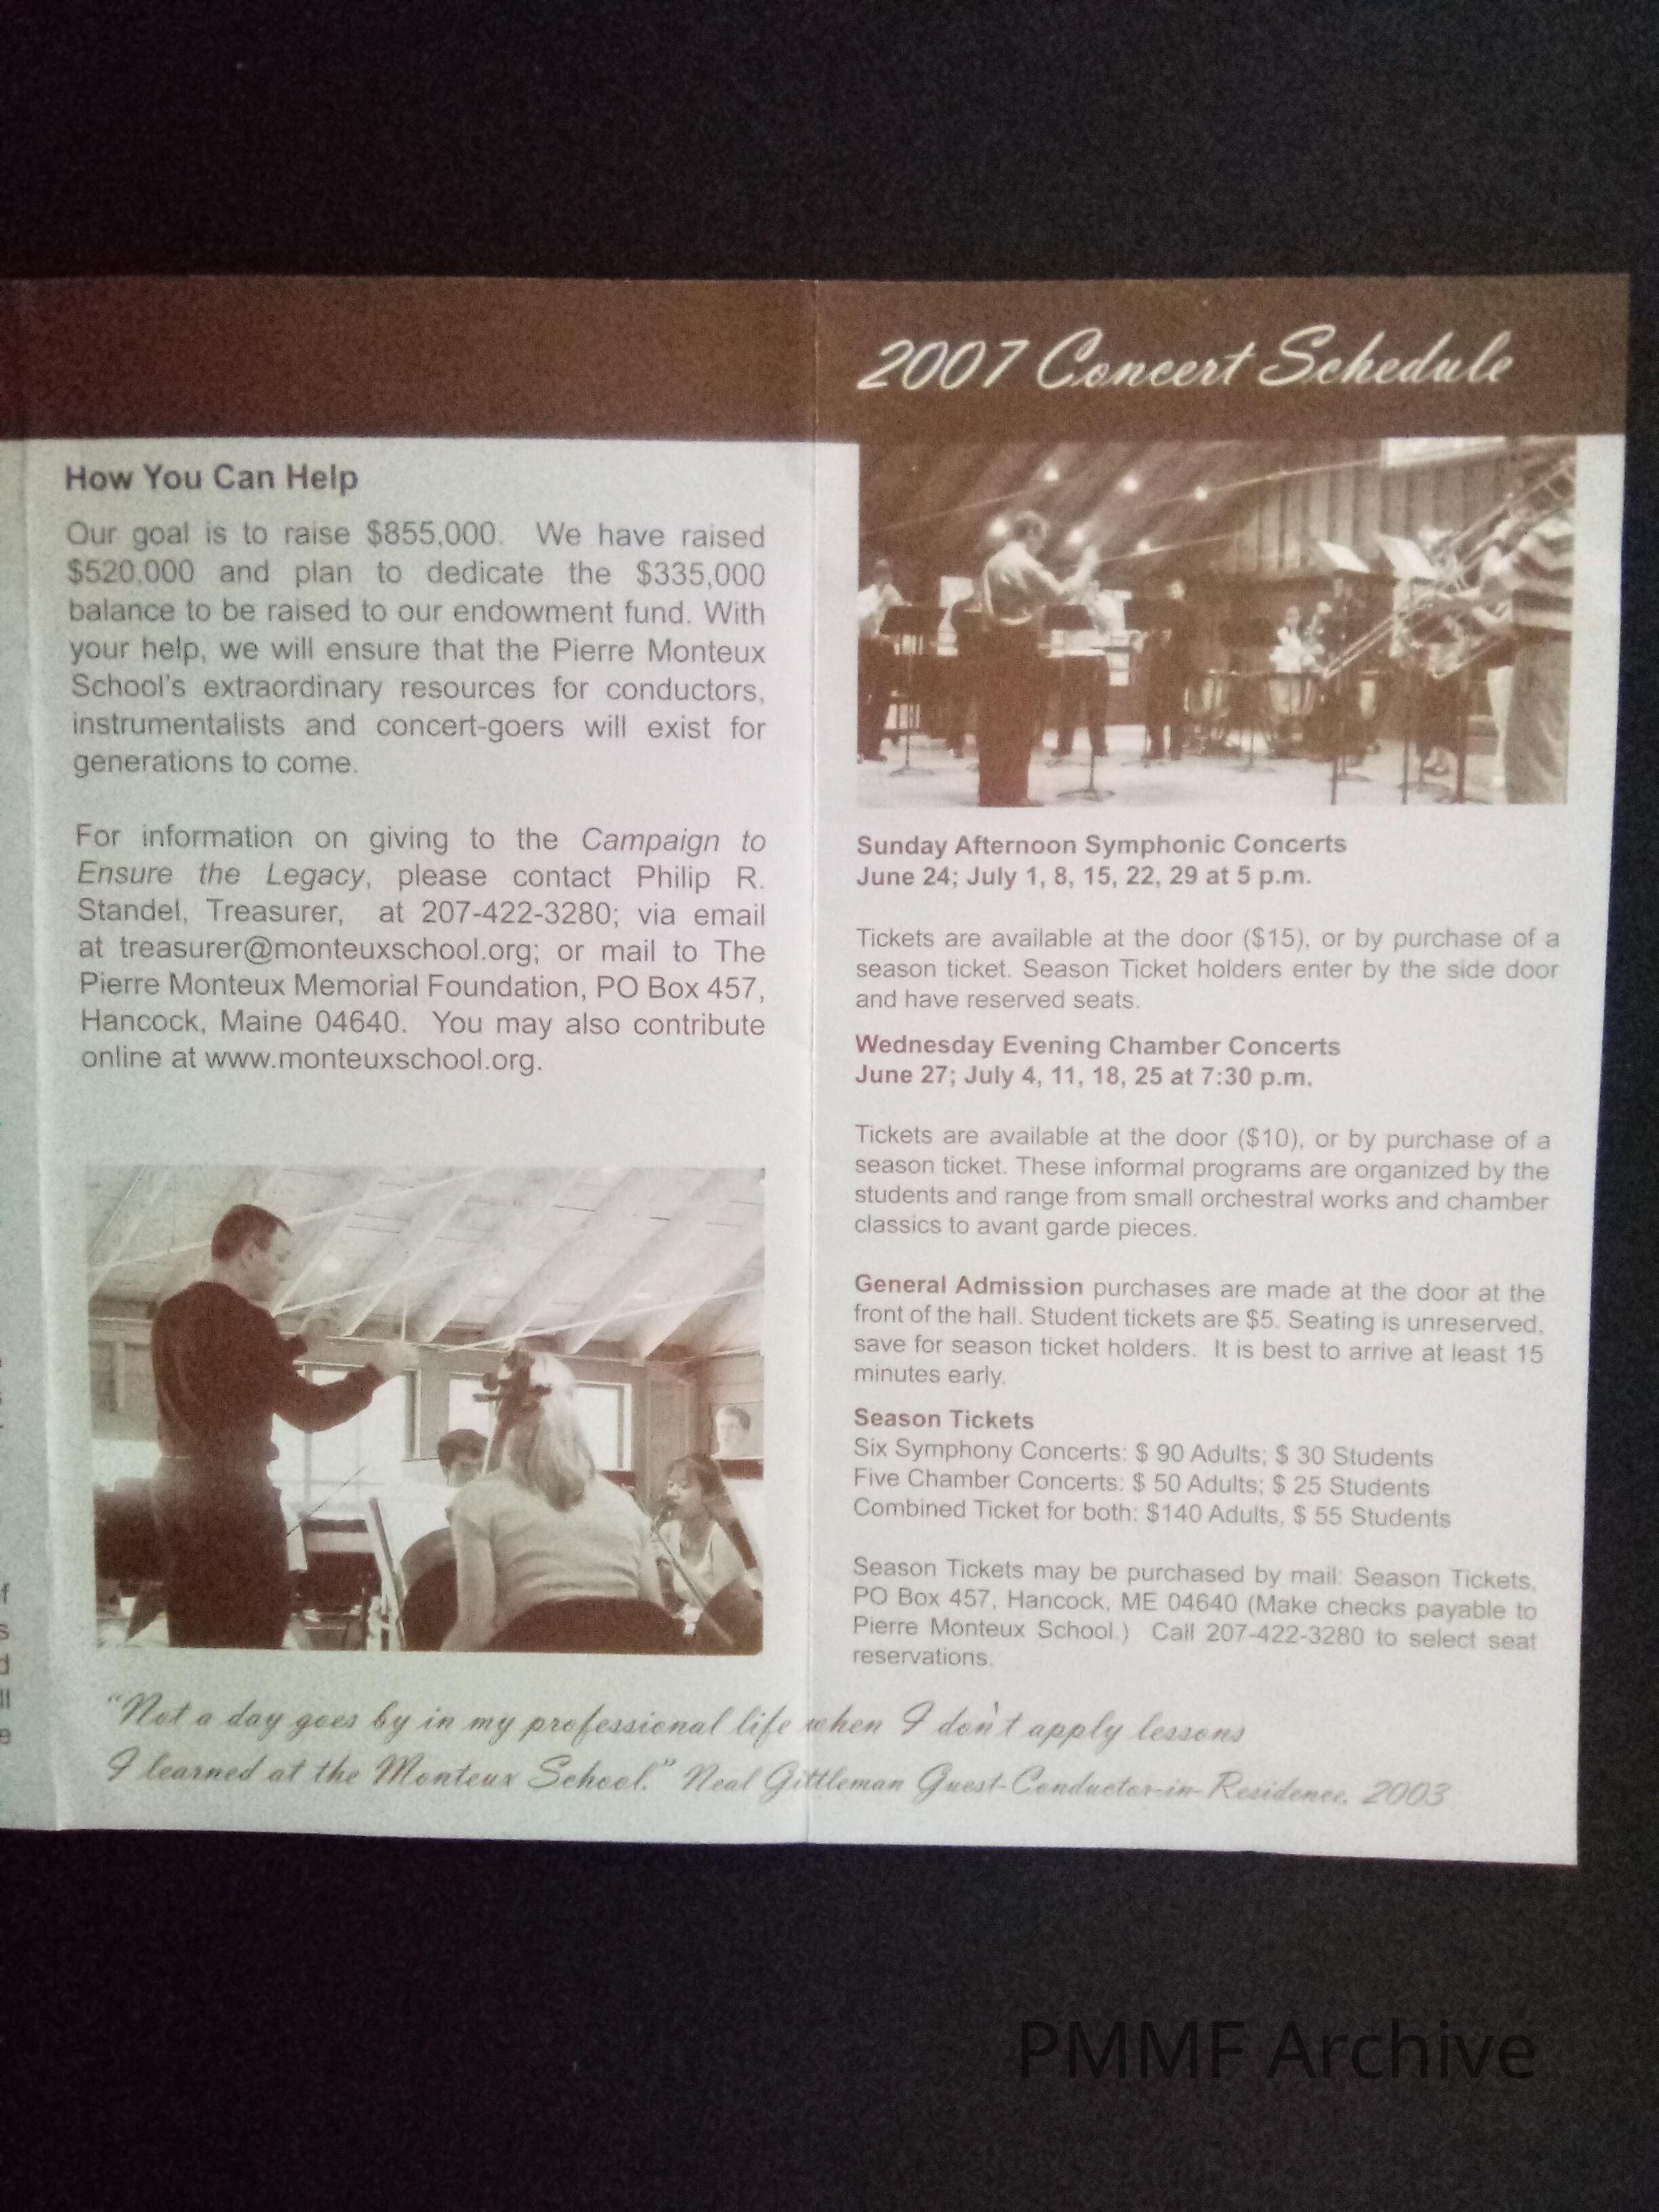 How You Can Help
Our goal is to raise $855,000. We have raised
$520,000 and plan to dedicate the $335,000
balance to be raised to our endowment fund. With
your help, we will ensure that the Pierre Monteux
School's extraordinary resources for conductors,
instrumentalists and concert-goers will exist for
generations to come.
For information on giving to the Campaign to
Ensure the Legacy, please contact Philip R.
Standel, Treasurer, at 207-422-3280; via email
at treasurer@monteuxschool.org; or mail to The
Pierre Monteux Memorial Foundation, PO Box 457,
Hancock, Maine 04640. You may also contribute
online at www.monteuxschool.org.
2007 Concert Schedule
Sunday Afternoon Symphonic Concerts
June 24; July 1, 8, 15, 22, 29 at 5 p.m.
Tickets are available at the door ($15), or by purchase of a
season ticket. Season Ticket holders enter by the side door
and have reserved seats.
Wednesday Evening Chamber Concerts
June 27; July 4, 11, 18, 25 at 7:30 p.m.
Tickets are available at the door ($10), or by purchase of a
season ticket. These informal programs are organized by the
students and range from small orchestral works and chamber
classics to avant garde pieces.
General Admission purchases are made at the door at the
front of the hall. Student tickets are $5. Seating is unreserved,
save for season ticket holders. It is best to arrive at least 15
minutes early.
Season Tickets
Six Symphony Concerts: $ 90 Adults; $ 30 Students
Five Chamber Concerts: $ 50 Adults; $ 25 Students
Combined Ticket for both: $140 Adults, $ 55 Students
Season Tickets may be purchased by mail: Season Tickets,
PO Box 457, Hancock, ME 04640 (Make checks payable to
Pierre Monteux School.) Call 207-422-3280 to select seat
reservations.
"Not a day goes by in my professional life when I don't apply lessons
I learned at the Monteux School." Neal Gittleman Guest-Conductor-in-Residence, 2003
PMMF Archive